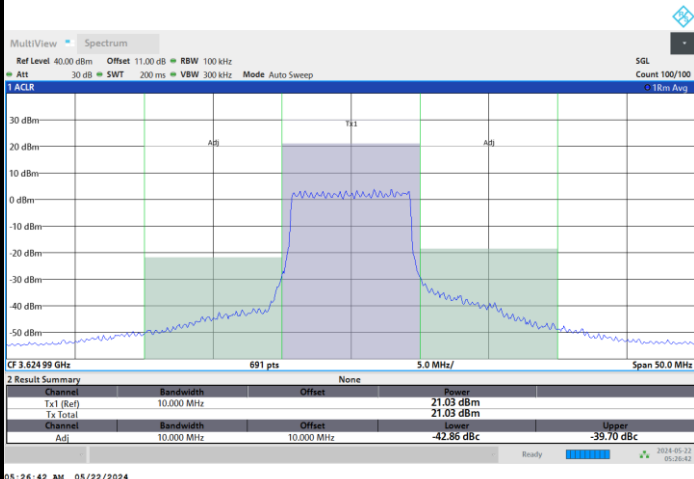 MultiView Spectrum
Ref Level 40.00 dBm Offset 11.00 dB RBW 100 kHz SGL
Att 30 dB SWT 200 ms VBW 300 kHz Mode Auto Sweep Count 100/100
1 ACLR 1Rm Avg
30 dBm
Tx1
20 dBm
Adj Adj
10 dBm
0 dBm
-10 dBm
-20 dBm
-30 dBm
-40 dBm
-50 dBm
CF 3.624 99 GHz 691 pts 5.0 MHz/ Span 50.0 MHz
2 Result Summary None
Channel Bandwidth Offset Power
Tx1 (Ref) 10.000 MHz 21.03 dBm
Tx Total 21.03 dBm
Channel Bandwidth Offset Lower Upper
Adj 10.000 MHz 10.000 MHz -42.86 dBc -39.70 dBc
Ready 2024-05-22
05:26:42
05:26:42 AM 05/22/2024